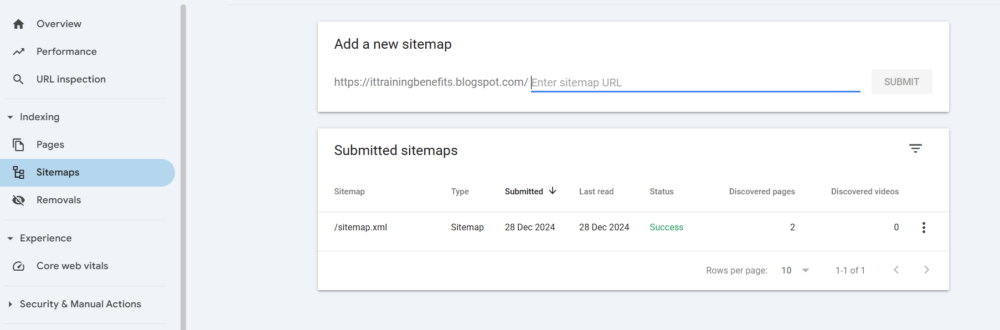 Overview
Performance
URL inspection
Indexing
Pages
Sitemaps
Removals
Experience
Core web vitals
Security & Manual Actions
Add a new sitemap
https://ittrainingbenefits.blogspot.com/ Enter sitemap URL SUBMIT
Submitted sitemaps
Sitemap Type Submitted Last read Status Discovered pages Discovered videos
/sitemap.xml Sitemap 28 Dec 2024 28 Dec 2024 Success 2 0
Rows per page: 10 1-1 of 1